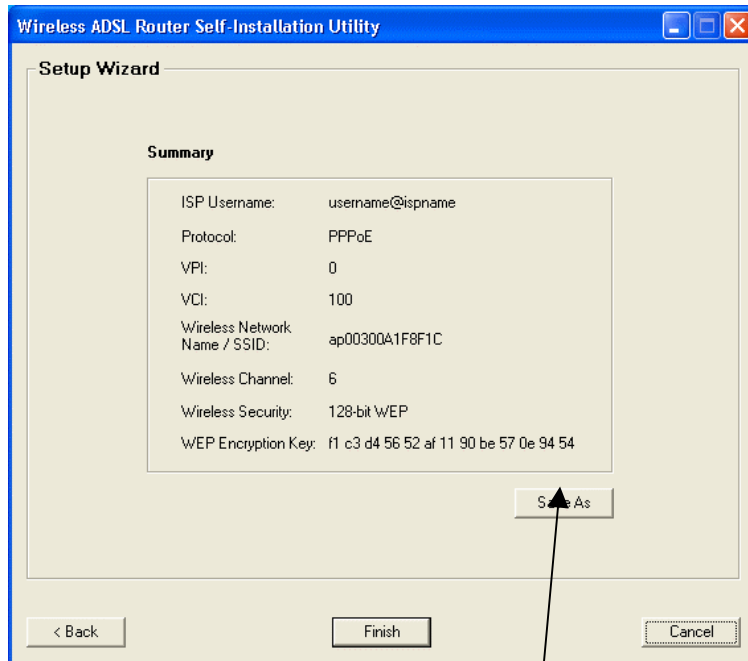 Wireless ADSL Router Self-Installation Utility
Setup Wizard
Summary
ISP Username: username@ispname
Protocol: PPPoE
VPI: 0
VCI: 100
Wireless Network
Name / SSID: ap00300A1F8F1C
Wireless Channel: 6
Wireless Security: 128-bit WEP
WEP Encryption Key: f1 c3 d4 56 52 af 11 90 be 57 0e 94 54
Save As
< Back Finish Cancel